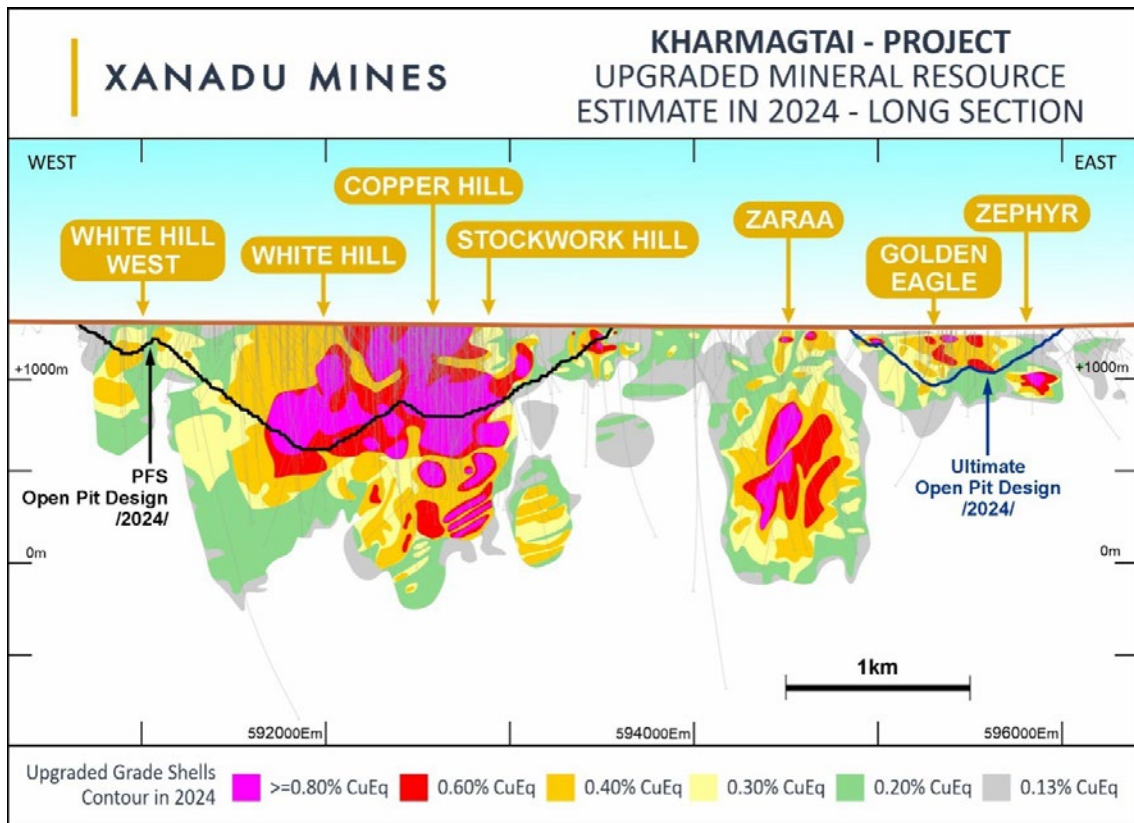 XANADU MINES
KHARMAGTAI - PROJECT
UPGRADED MINERAL RESOURCE
ESTIMATE IN 2024 - LONG SECTION
WEST
EAST
COPPER HILL
WHITE HILL
WEST
WHITE HILL
STOCKWORK HILL
ZARAA
GOLDEN
EAGLE
ZEPHYR
+1000m
+1000m
PFS
Open Pit Design
/2024/
Ultimate
Open Pit Design
/2024/
0m
0m
1km
592000Em
594000Em
596000Em
Upgraded Grade Shells
Contour in 2024
>=0.80% CuEq
0.60% CuEq
0.40% CuEq
0.30% CuEq
0.20% CuEq
0.13% CuEq